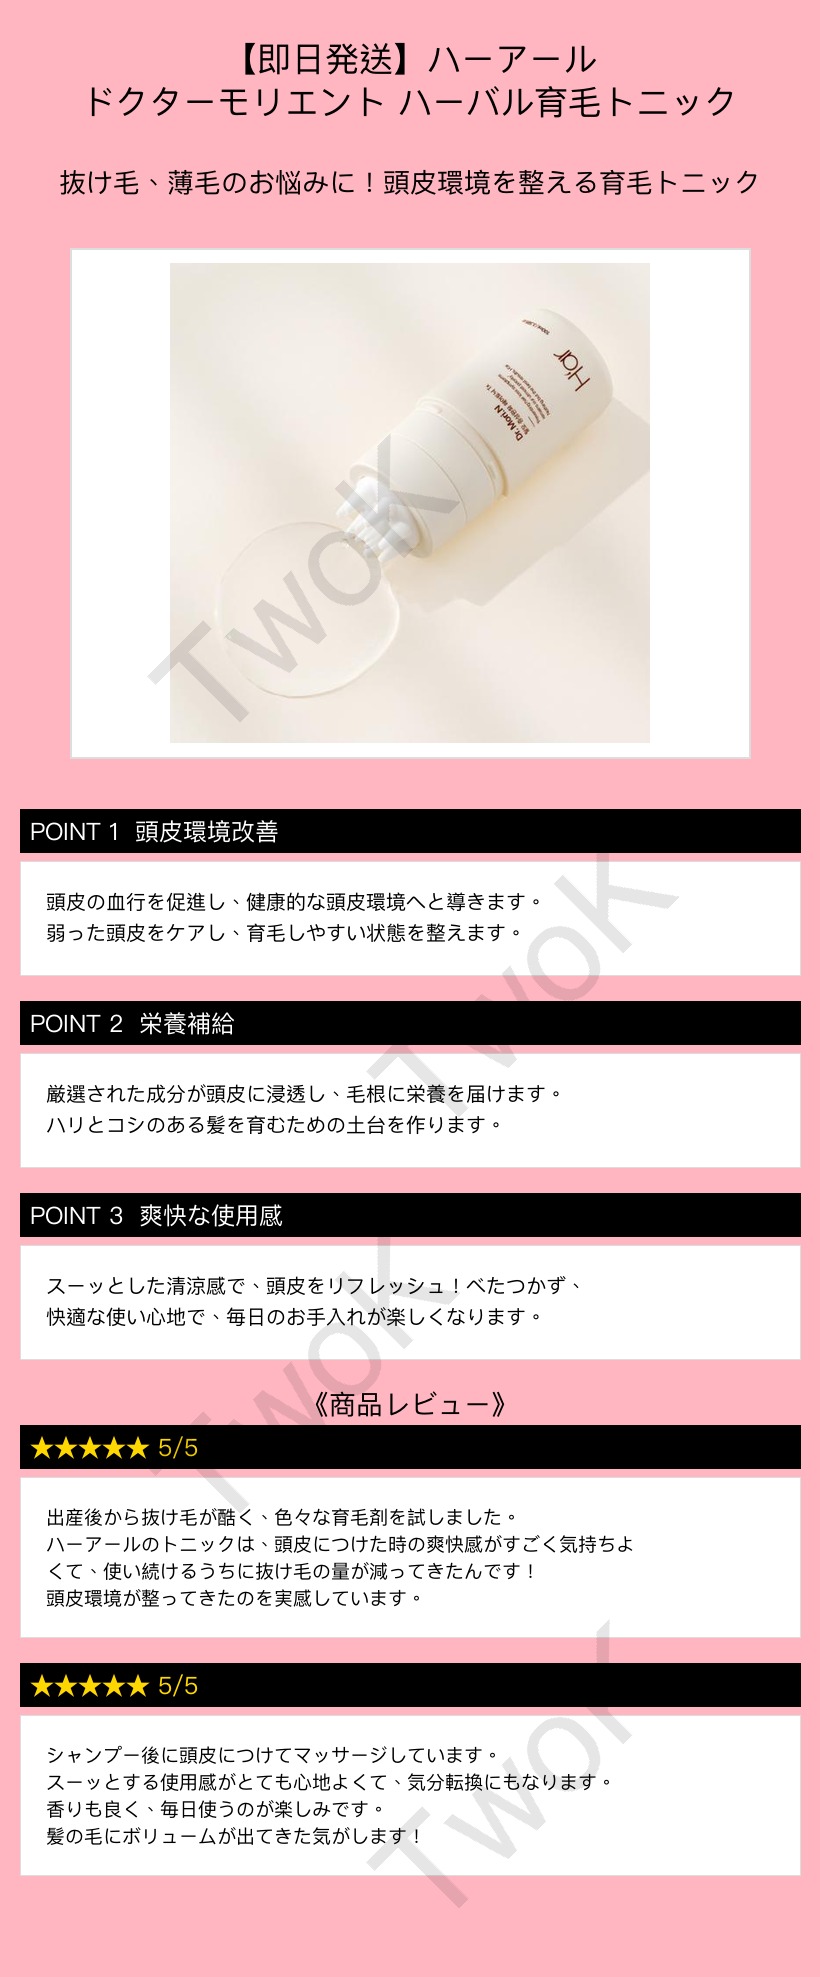 【即日発送】ハーアール
ドクターモリエント ハーバル育毛トニック
抜け毛、薄毛のお悩みに！頭皮環境を整える育毛トニック
H;ar
Dr.Mori.N
TwoK
POINT 1 頭皮環境改善
頭皮の血行を促進し、健康的な頭皮環境へと導きます。
弱った頭皮をケアし、育毛しやすい状態を整えます。
TwoK
POINT 2 栄養補給
厳選された成分が頭皮に浸透し、毛根に栄養を届けます。
ハリとコシのある髪を育むための土台を作ります。
POINT 3 爽快な使用感
スーッとした清涼感で、頭皮をリフレッシュ！べたつかず、
快適な使い心地で、毎日のお手入れが楽しくなります。
TwoK
《商品レビュー》
★★★★★ 5/5
出産後から抜け毛が酷く、色々な育毛剤を試しました。
ハーアールのトニックは、頭皮につけた時の爽快感がすごく気持ちよ
くて、使い続けるうちに抜け毛の量が減ってきたんです！
頭皮環境が整ってきたのを実感しています。
★★★★★ 5/5
シャンプー後に頭皮につけてマッサージしています。
スーッとする使用感がとても心地よくて、気分転換にもなります。
香りも良く、毎日使うのが楽しみです。
髪の毛にボリュームが出てきた気がします！
TwoK